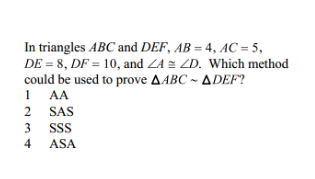 In triangles ABC and DEF, AB = 4, AC = 5,
DE = 8, DF = 10, and ∠A ≅ ∠D. Which method
could be used to prove △ABC ~ △DEF?
1 AA
2 SAS
3 SSS
4 ASA